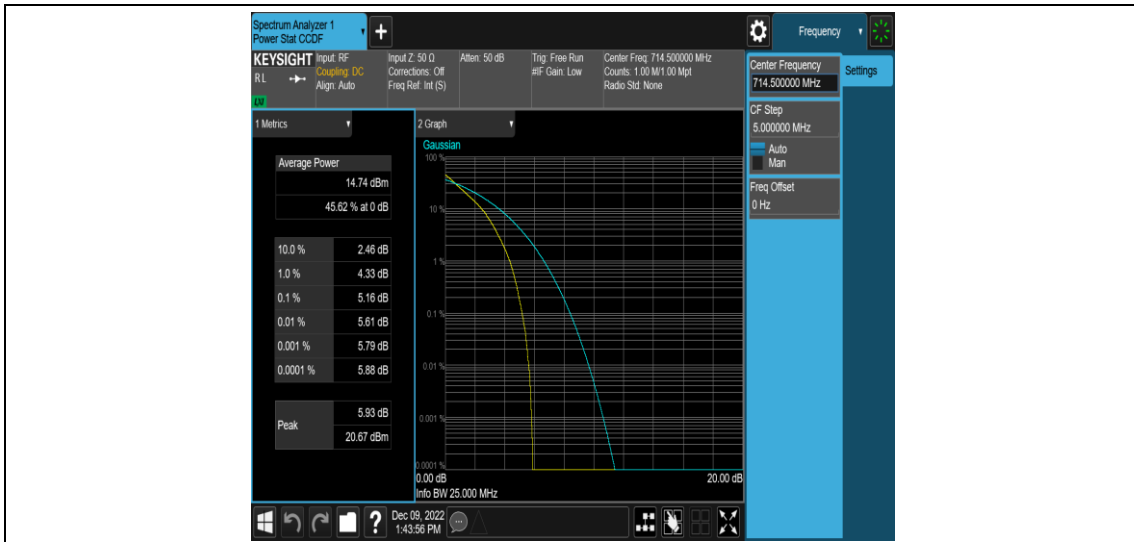 Spectrum Analyzer 1
Power Stat CCDF
+
Frequency
KEYSIGHT
RL
LXI
Input: RF
Coupling: DC
Align: Auto
Input Z: 50 Ω
Corrections: Off
Freq Ref: Int (S)
Atten: 50 dB
Trig: Free Run
#IF Gain: Low
Center Freq: 714.500000 MHz
Counts: 1.00 M/1.00 Mpt
Radio Std: None
Center Frequency
714.500000 MHz
Settings
CF Step
5.000000 MHz
Auto
Man
Freq Offset
0 Hz
1 Metrics
Average Power
14.74 dBm
45.62 % at 0 dB
10.0 % 2.46 dB
1.0 % 4.33 dB
0.1 % 5.16 dB
0.01 % 5.61 dB
0.001 % 5.79 dB
0.0001 % 5.88 dB
Peak
5.93 dB
20.67 dBm
2 Graph
Gaussian
100 %
10 %
1 %
0.1 %
0.01 %
0.001 %
0.0001 %
0.00 dB
20.00 dB
Info BW 25.000 MHz
?
Dec 09, 2022
1:43:56 PM